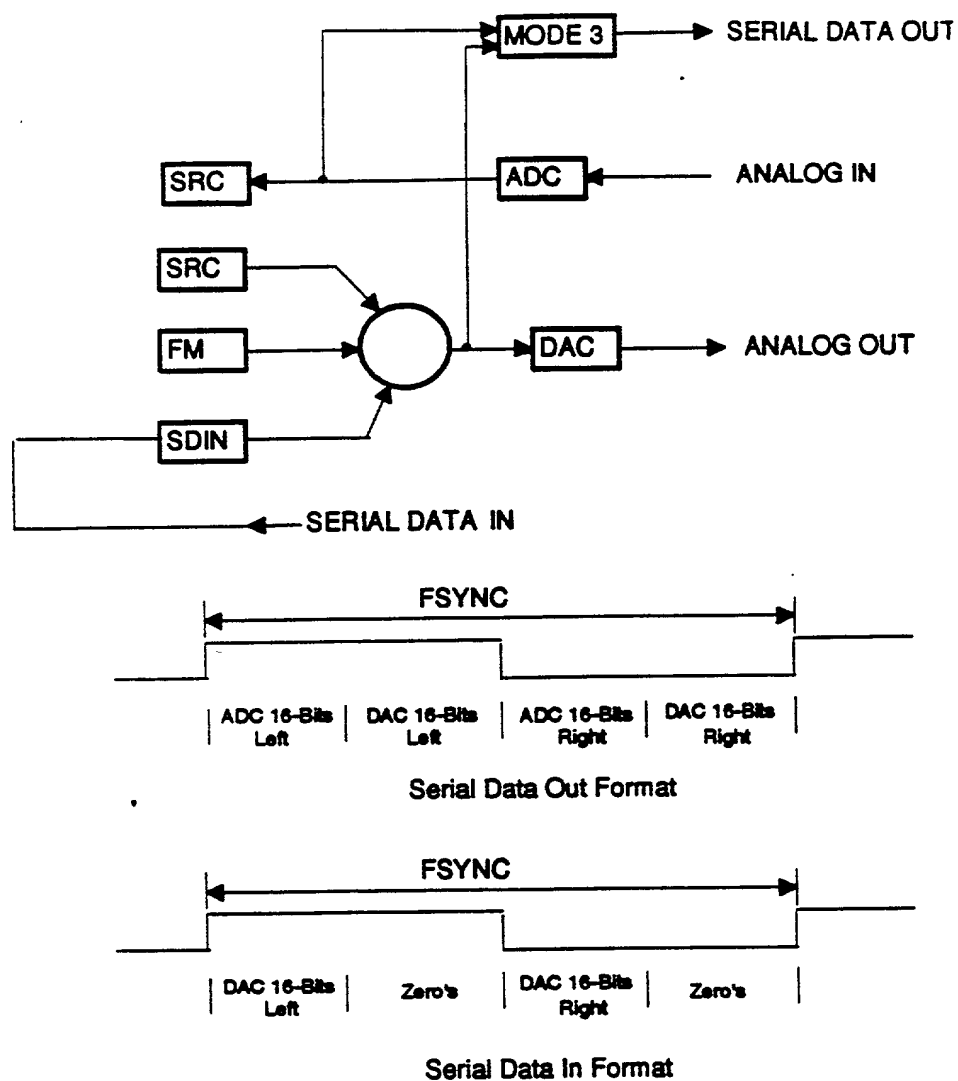 MODE 3
SERIAL DATA OUT
SRC
ADC
ANALOG IN
SRC
FM
DAC
ANALOG OUT
SDIN
SERIAL DATA IN
FSYNC
ADC 16-Bits
Left
DAC 16-Bits
Left
ADC 16-Bits
Right
DAC 16-Bits
Right
Serial Data Out Format
FSYNC
DAC 16-Bits
Left
Zero's
DAC 16-Bits
Right
Zero's
Serial Data In Format